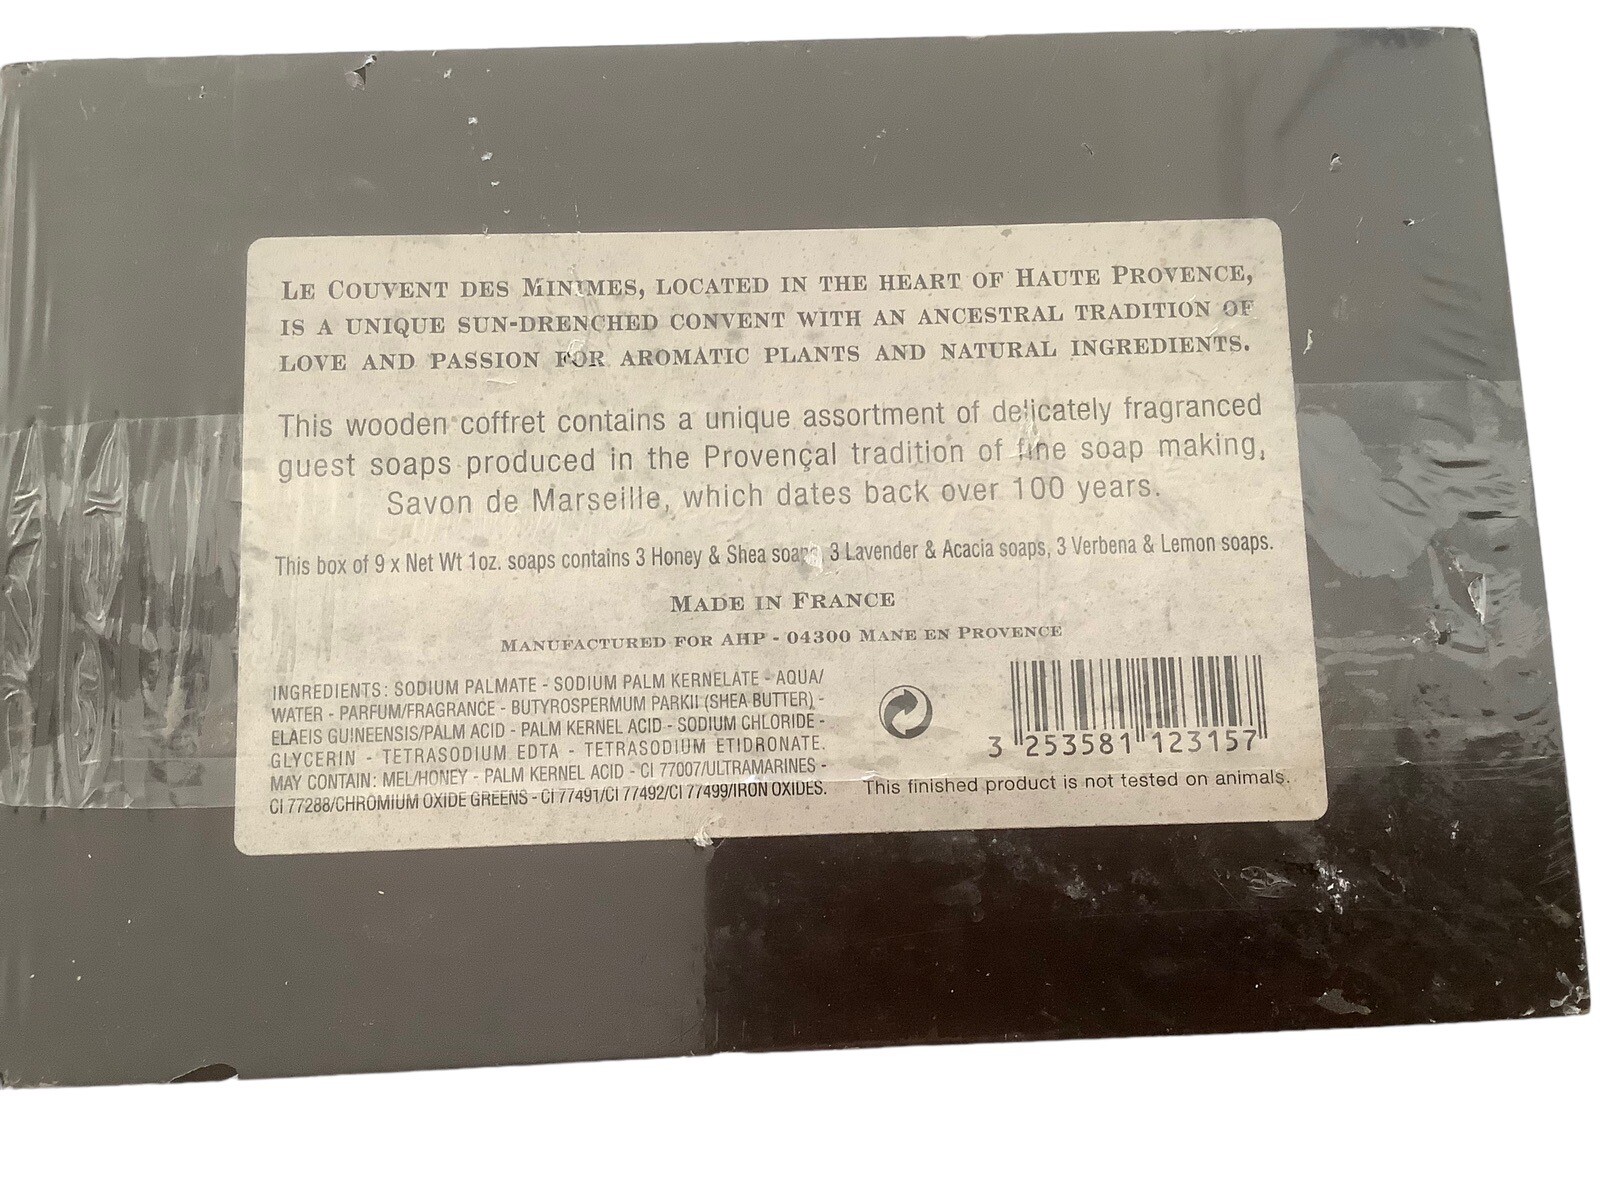 LE COUVENT DES MINIMES, LOCATED IN THE HEART OF HAUTE PROVENCE,
IS A UNIQUE SUN-DRENCHED CONVENT WITH AN ANCESTRAL TRADITION OF
LOVE AND PASSION FOR AROMATIC PLANTS AND NATURAL INGREDIENTS.
This wooden coffret contains a unique assortment of delicately fragranced
guest soaps produced in the Provençal tradition of fine soap making,
Savon de Marseille, which dates back over 100 years.
This box of 9 x Net Wt 1oz. soaps contains 3 Honey & Shea soaps, 3 Lavender & Acacia soaps, 3 Verbena & Lemon soaps.
MADE IN FRANCE
MANUFACTURED FOR AHP - 04300 MANE EN PROVENCE
INGREDIENTS: SODIUM PALMATE - SODIUM PALM KERNELATE - AQUA/
WATER - PARFUM/FRAGRANCE - BUTYROSPERMUM PARKII (SHEA BUTTER) -
ELAEIS GUINEENSIS/PALM ACID - PALM KERNEL ACID - SODIUM CHLORIDE -
GLYCERIN - TETRASODIUM EDTA - TETRASODIUM ETIDRONATE.
MAY CONTAIN: MEL/HONEY - PALM KERNEL ACID - CI 77007/ULTRAMARINES -
CI 77288/CHROMIUM OXIDE GREENS - CI 77491/CI 77492/CI 77499/IRON OXIDES.
3 253581 123157
This finished product is not tested on animals.